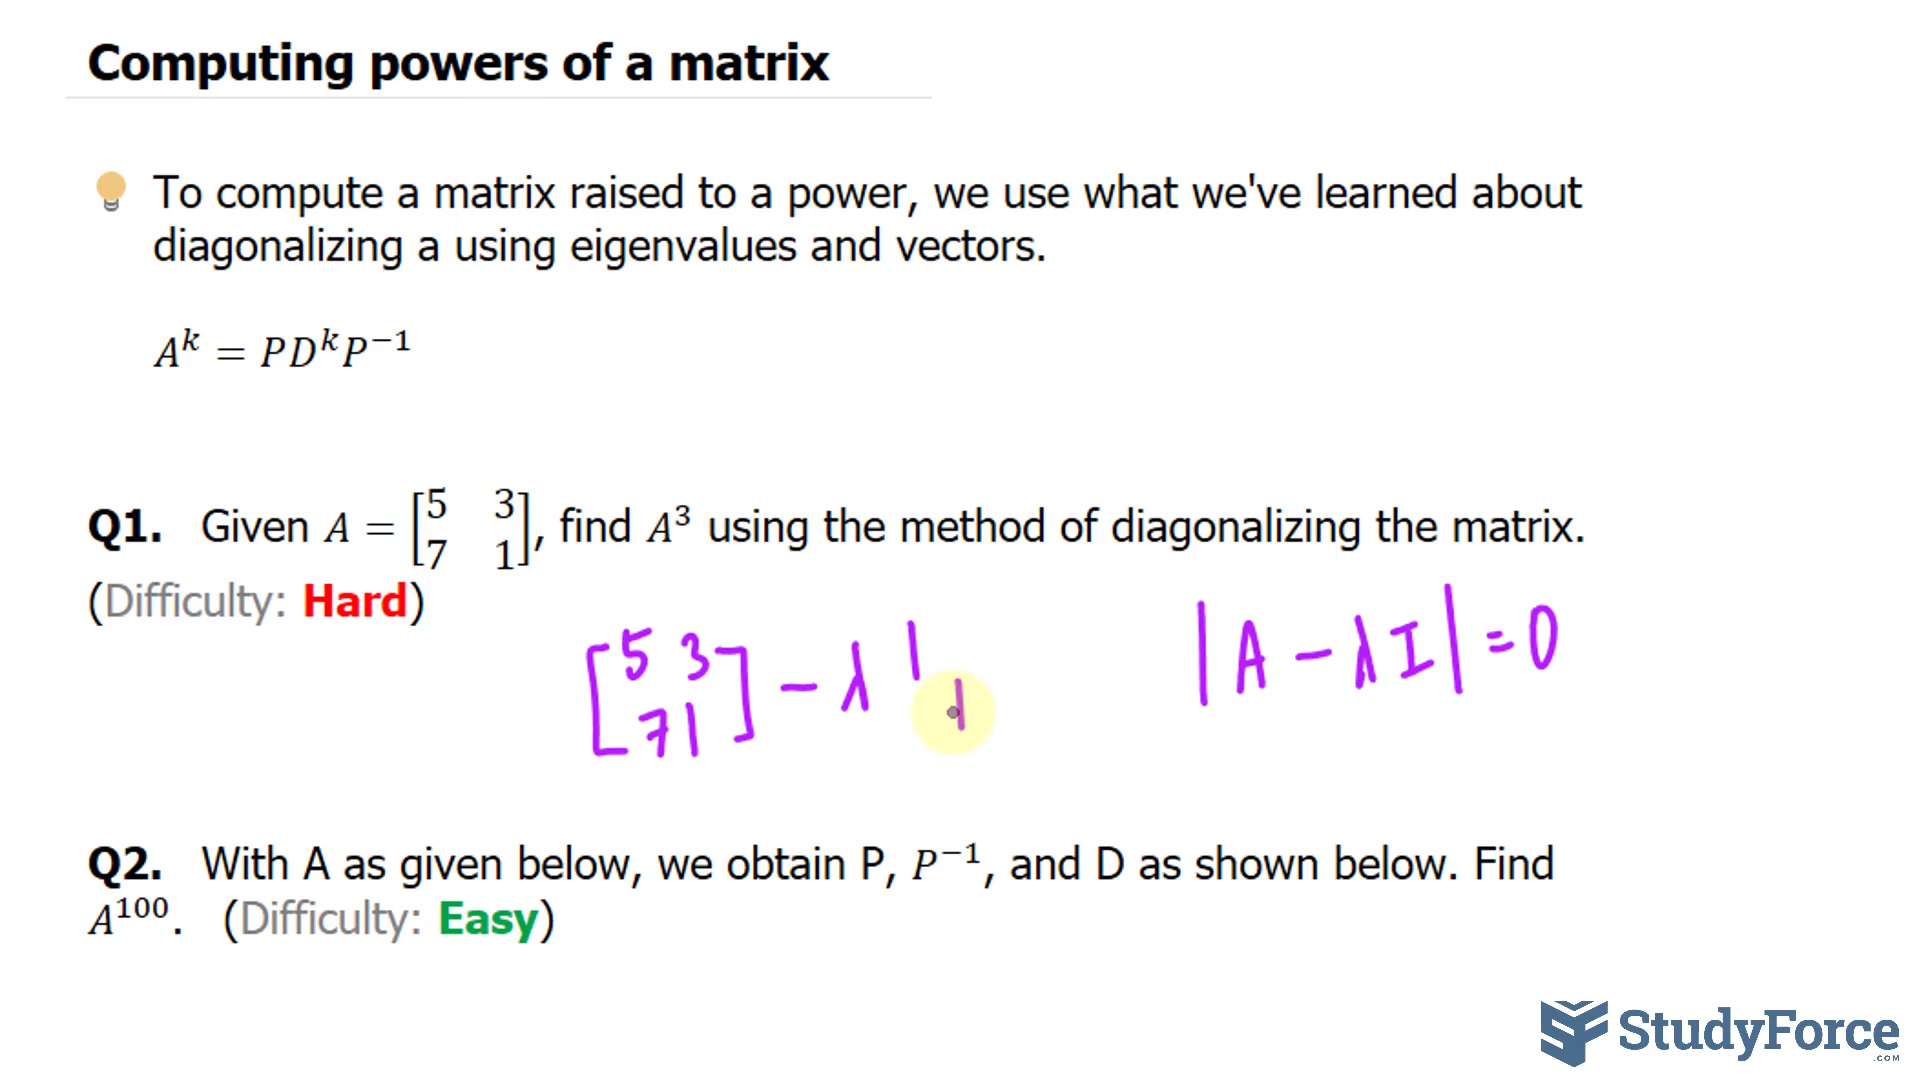 Computing powers of a matrix
To compute a matrix raised to a power, we use what we've learned about
diagonalizing a using eigenvalues and vectors.
A^k = PD^kP^−1
Q1. Given A = [5 3; 7 1], find A^3 using the method of diagonalizing the matrix.
(Difficulty: Hard)
[5 3; 7 1] − λ 1 1
|A − λI| = 0
Q2. With A as given below, we obtain P, P^−1, and D as shown below. Find
A^100. (Difficulty: Easy)
StudyForce
.COM